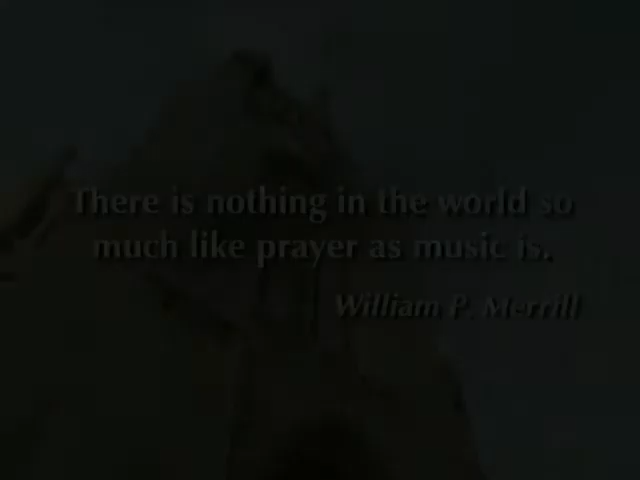 There is nothing in the world so
much like prayer as music is.
William P. Merrill